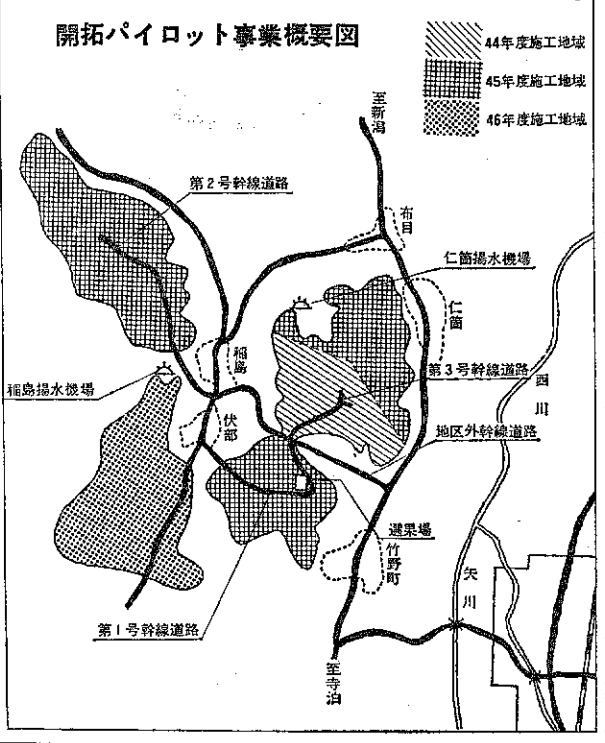 開拓パイロット事業概要図
44年度施工地域
45年度施工地域
46年度施工地域
至新潟
第2号幹線道路
布目
仁箇揚水機場
仁箇
稲島
第3号幹線道路
稲島揚水機場
西川
伏部
地区外幹線道路
選果場
竹野町
矢川
第1号幹線道路
至寺泊